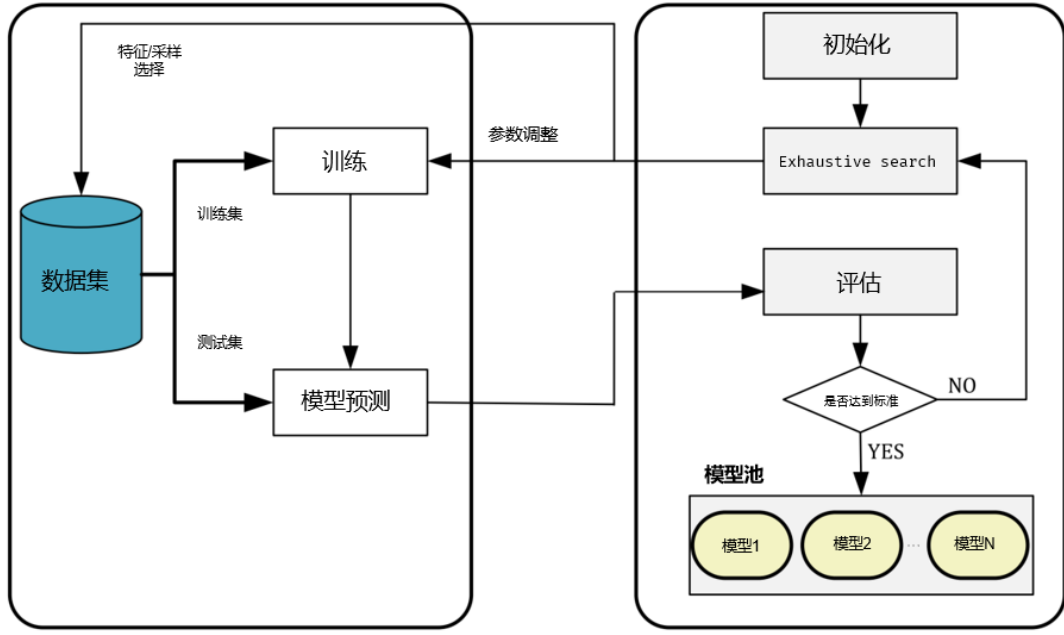 特征/采样
选择
初始化
参数调整
训练
Exhaustive search
训练集
数据集
评估
测试集
模型预测
是否达到标准
NO
YES
模型池
模型1
模型2
...
模型N